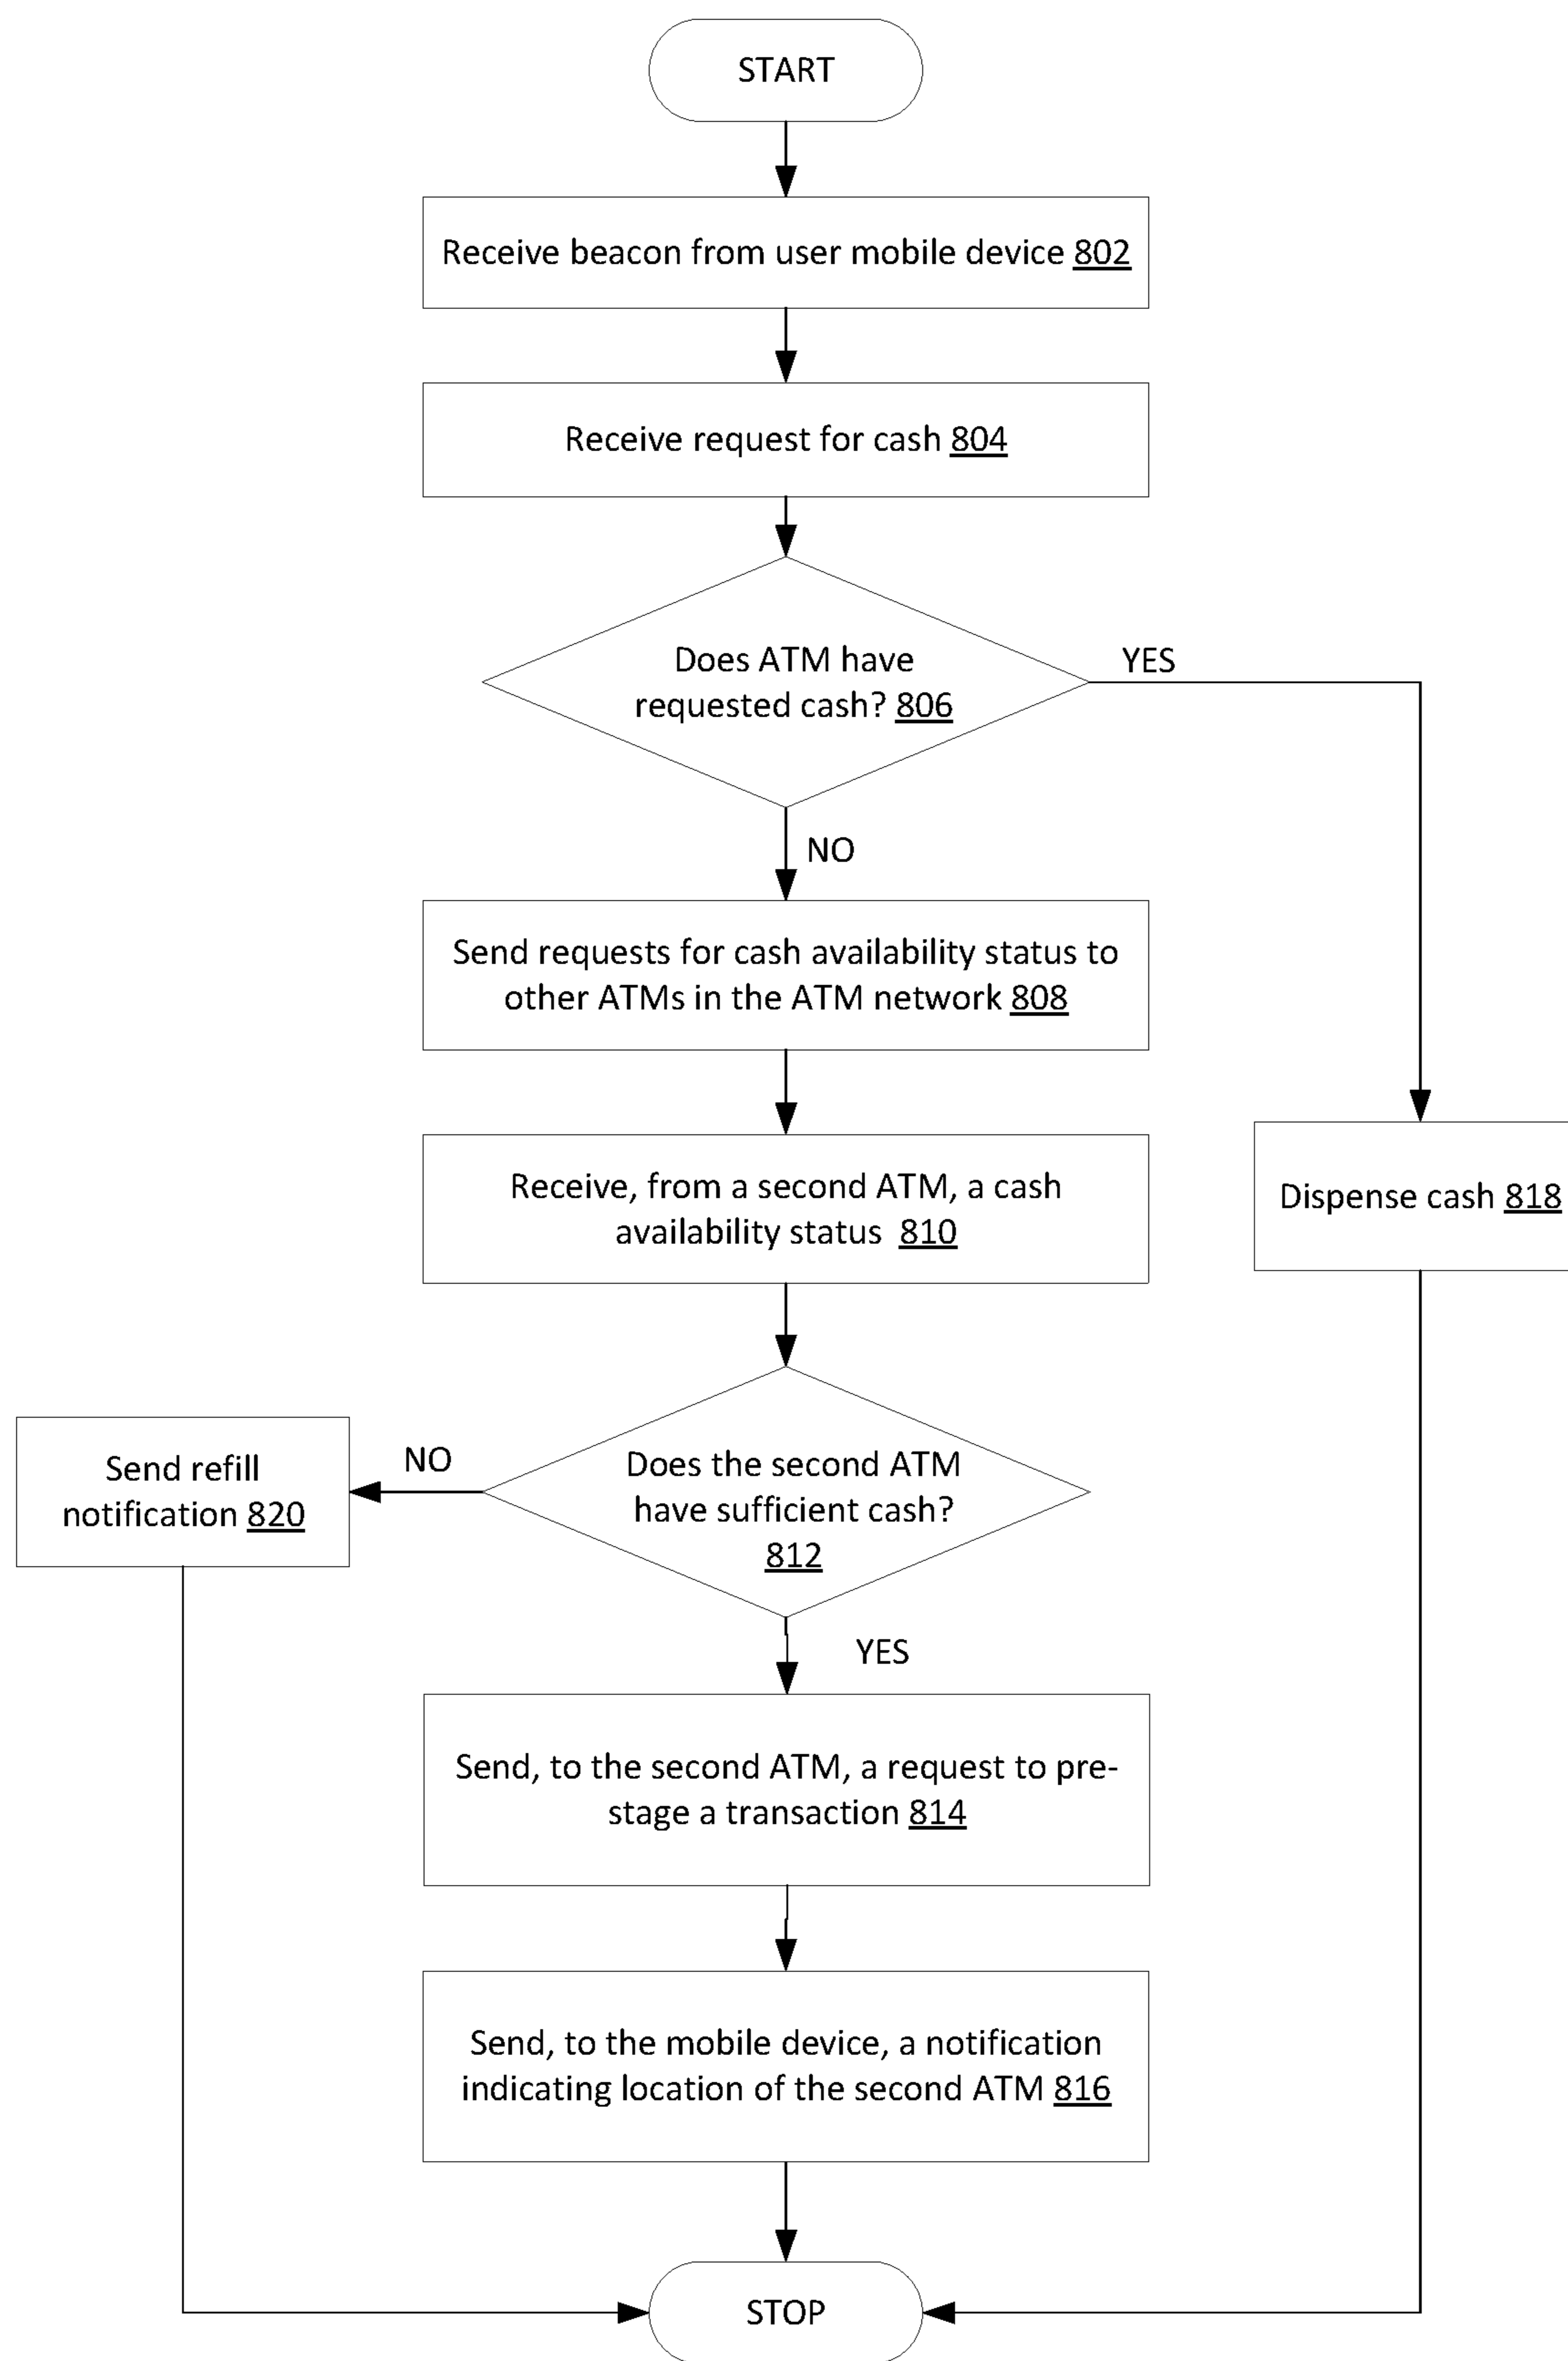 START
Receive beacon from user mobile device 802
Receive request for cash 804
Does ATM have
requested cash? 806
YES
NO
Send requests for cash availability status to
other ATMs in the ATM network 808
Receive, from a second ATM, a cash
availability status 810
Dispense cash 818
Does the second ATM
have sufficient cash?
812
NO
Send refill
notification 820
YES
Send, to the second ATM, a request to pre-
stage a transaction 814
Send, to the mobile device, a notification
indicating location of the second ATM 816
STOP